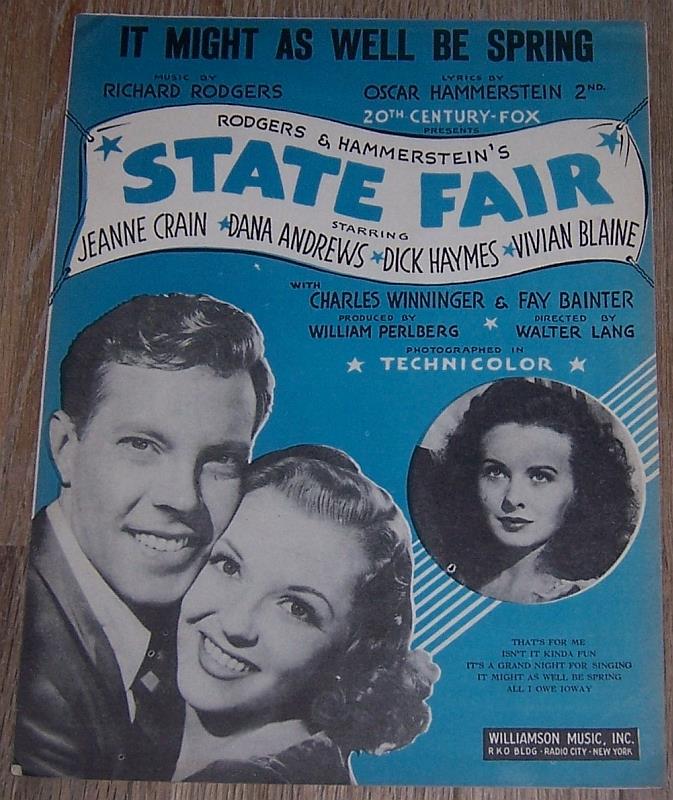 IT MIGHT AS WELL BE SPRING
MUSIC BY
RICHARD RODGERS
LYRICS BY
OSCAR HAMMERSTEIN 2ND.
20TH CENTURY-FOX
PRESENTS
RODGERS & HAMMERSTEIN'S
STATE FAIR
STARRING
JEANNE CRAIN ★ DANA ANDREWS ★ DICK HAYMES ★ VIVIAN BLAINE
WITH
CHARLES WINNINGER & FAY BAINTER
PRODUCED BY
WILLIAM PERLBERG
DIRECTED BY
WALTER LANG
PHOTOGRAPHED IN
★ TECHNICOLOR ★
THAT'S FOR ME
ISN'T IT KINDA FUN
IT'S A GRAND NIGHT FOR SINGING
IT MIGHT AS WELL BE SPRING
ALL I OWE IOWAY
WILLIAMSON MUSIC, INC.
RKO BLDG · RADIO CITY · NEW YORK